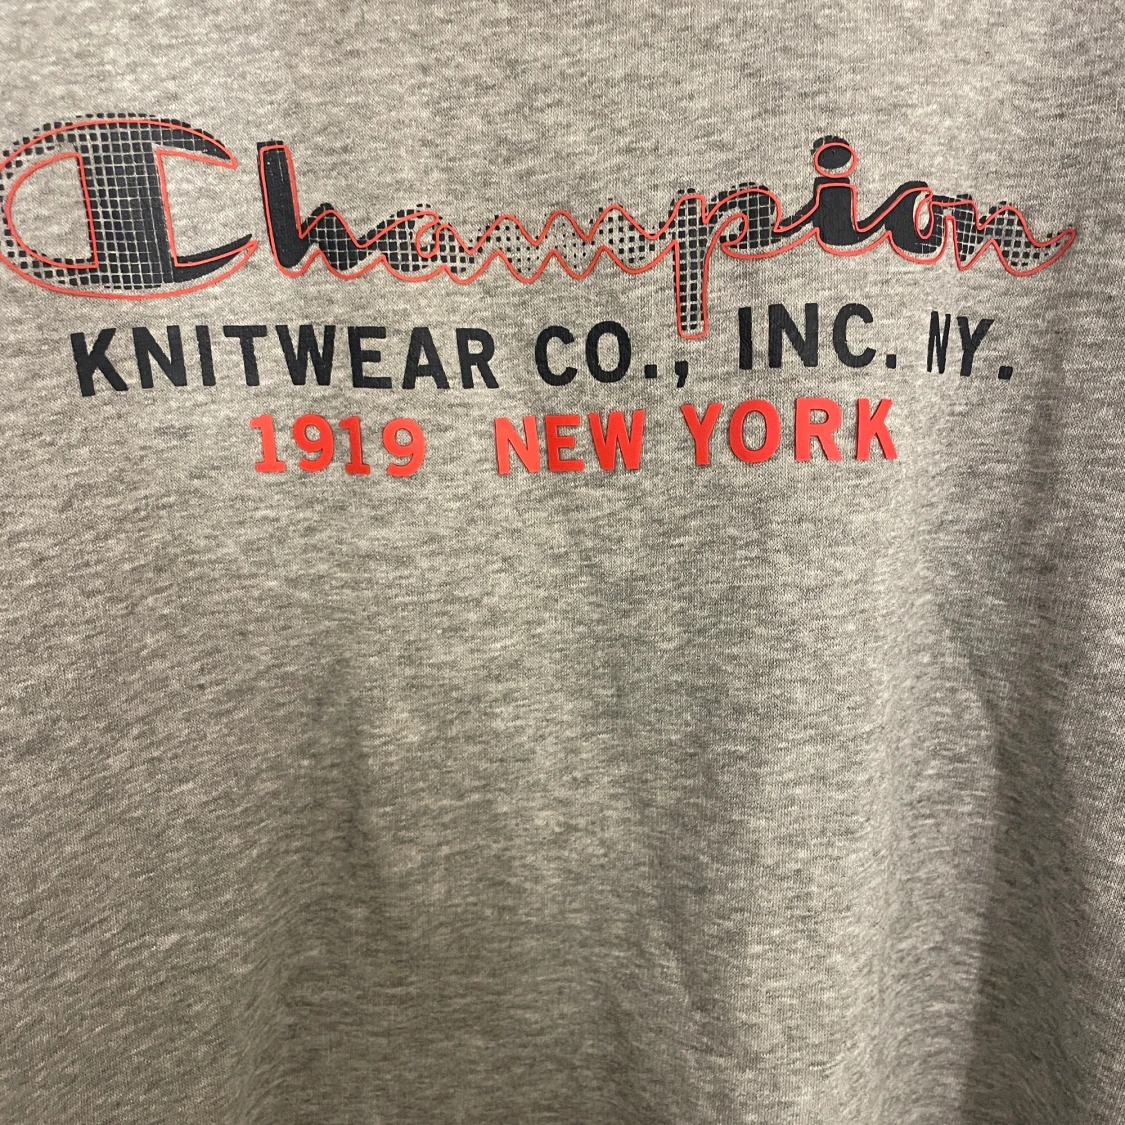 Champion
KNITWEAR CO., INC. NY.
1919 NEW YORK